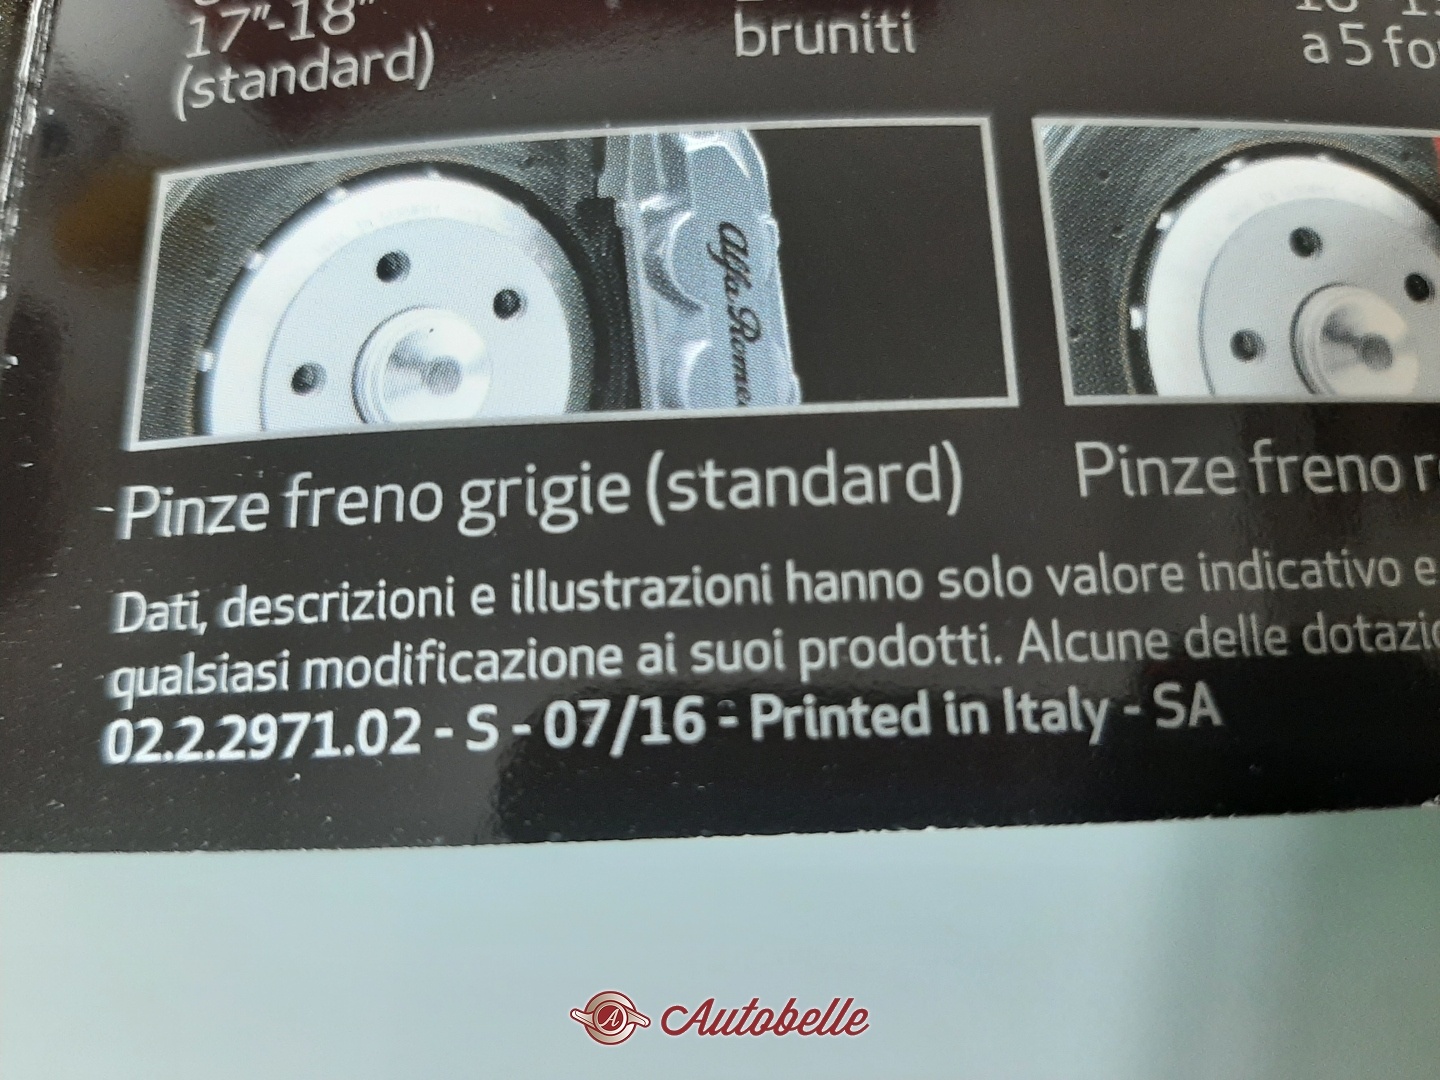 17"-18"
(standard)
bruniti
a 5
Alfa Romeo
Pinze freno grigie (standard)
Pinze freno
Dati, descrizioni e illustrazioni hanno solo valore indicativo e
qualsiasi modificazione ai suoi prodotti. Alcune delle
02.2.2971.02 - S - 07/16 - Printed in Italy - SA
A Autobelle